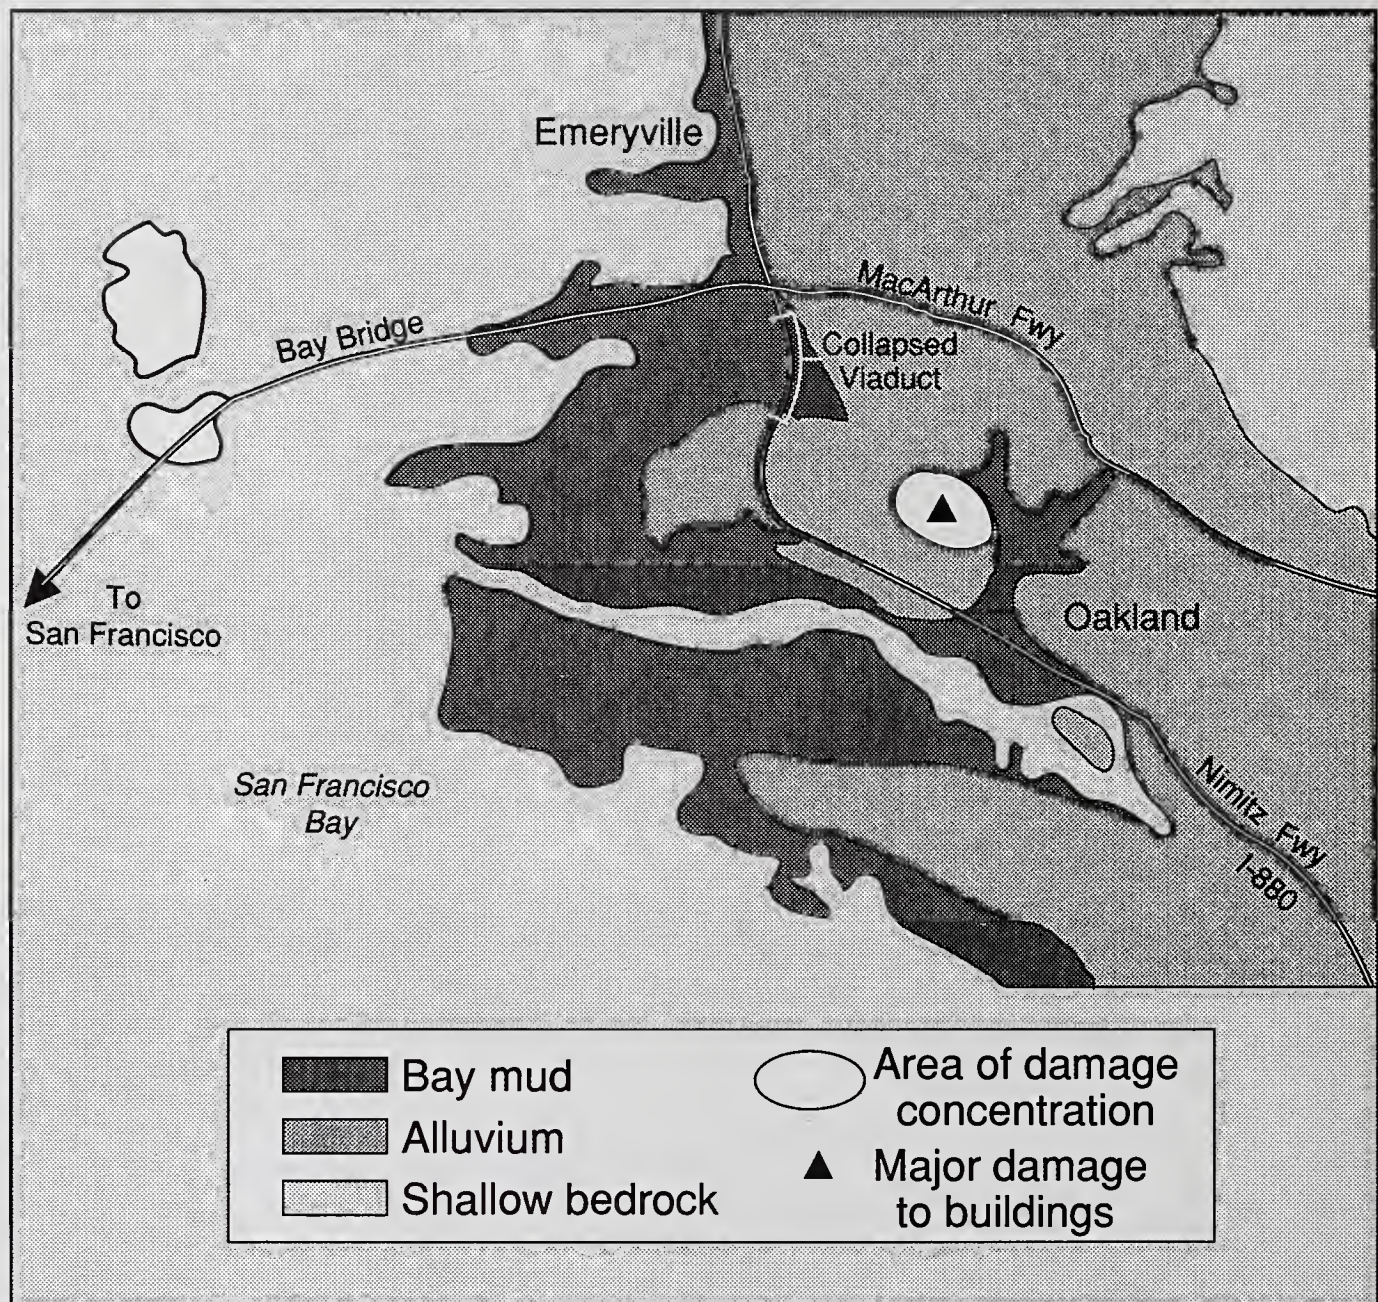 Emeryville
MacArthur Fwy
Bay Bridge
Collapsed
Viaduct
To
San Francisco
Oakland
San Francisco
Bay
Nimitz Fwy
I-880
Bay mud
Alluvium
Shallow bedrock
Area of damage
concentration
Major damage
to buildings